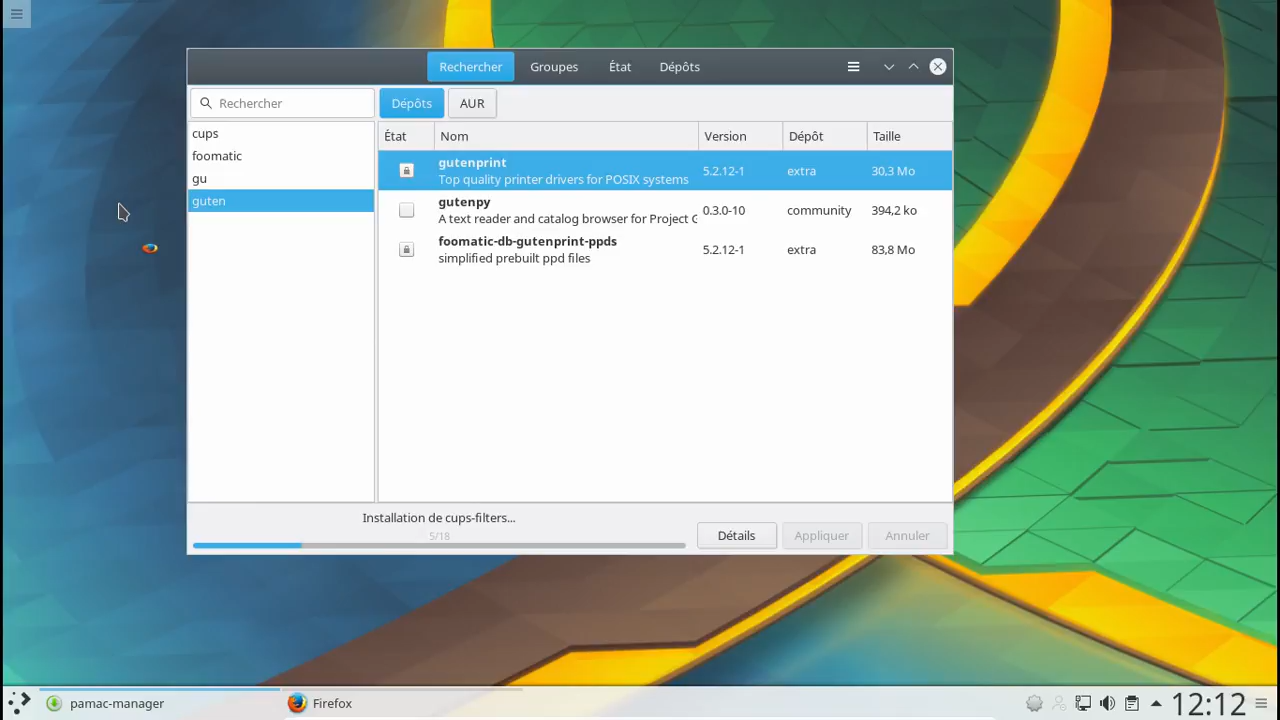 Rechercher
Groupes
État
Dépôts
Rechercher
Dépôts
AUR
cups
foomatic
gu
guten
État
Nom
Version
Dépôt
Taille
gutenprint
Top quality printer drivers for POSIX systems
5.2.12-1
extra
30,3 Mo
gutenpy
A text reader and catalog browser for Project G
0.3.0-10
community
394,2 ko
foomatic-db-gutenprint-ppds
simplified prebuilt ppd files
5.2.12-1
extra
83,8 Mo
Installation de cups-filters...
5/18
Détails
Appliquer
Annuler
pamac-manager
Firefox
12:12